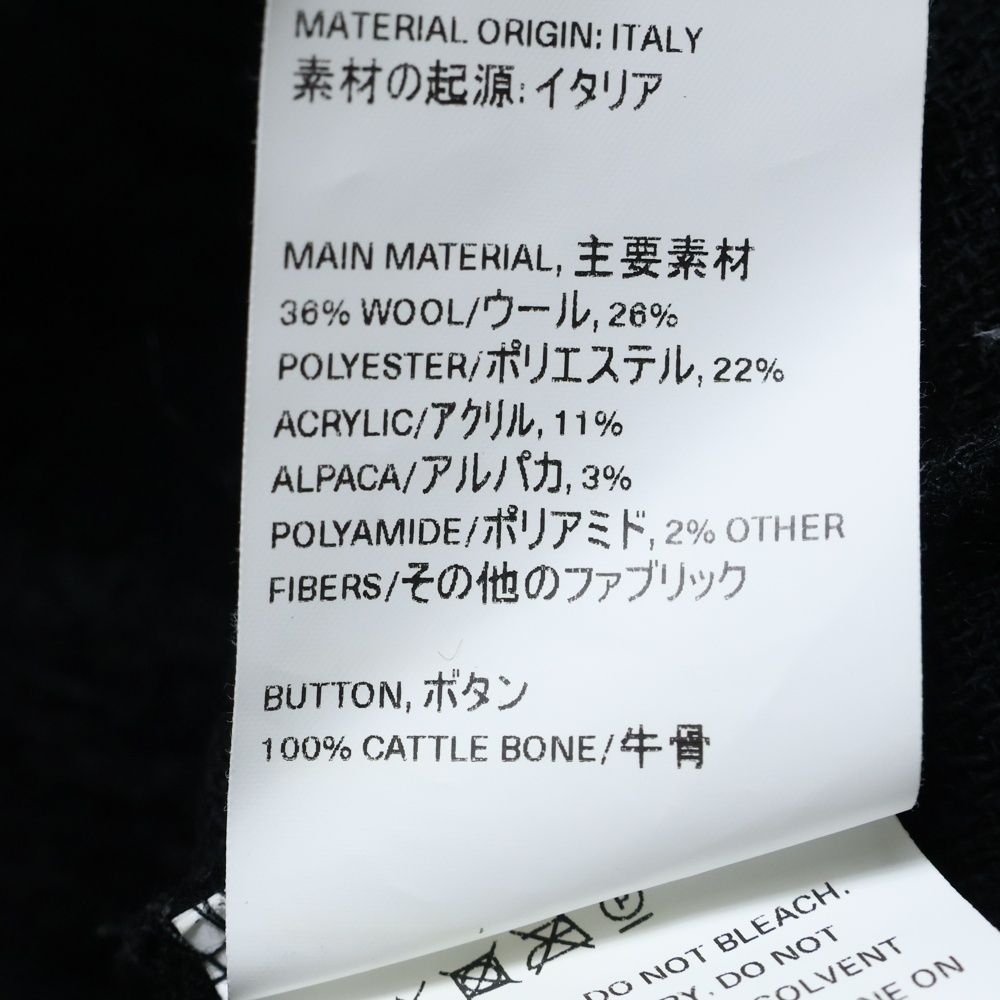 MATERIAL ORIGIN: ITALY
素材の起源: イタリア
MAIN MATERIAL, 主要素材
36% WOOL/ウール, 26%
POLYESTER/ポリエステル, 22%
ACRYLIC/アクリル, 11%
ALPACA/アルパカ, 3%
POLYAMIDE/ポリアミド, 2% OTHER
FIBERS/その他のファブリック
BUTTON, ボタン
100% CATTLE BONE/牛骨
P
DO NOT BLEACH.
DO NOT
SOLVENT
ON